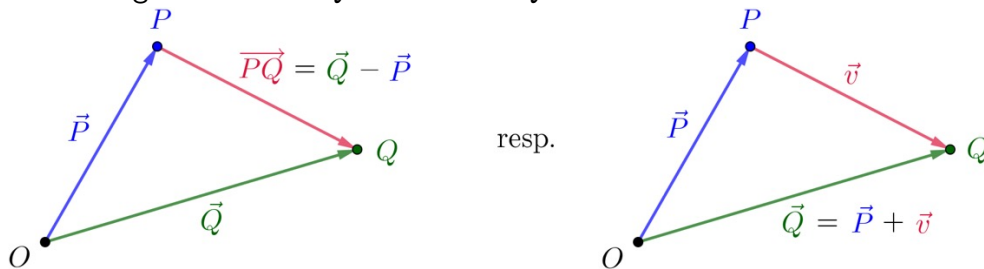 P
P⃗
PQ⃗ = Q⃗ − P⃗
Q
Q⃗
O
resp.
P
P⃗
v⃗
Q
Q⃗ = P⃗ + v⃗
O